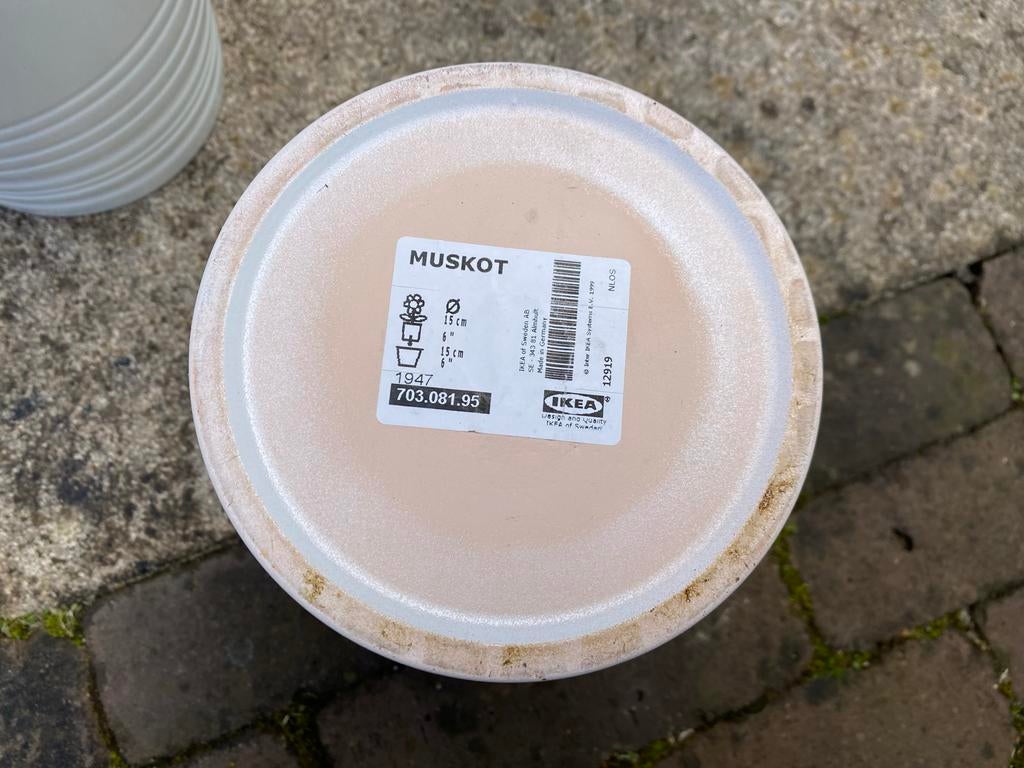 MUSKOT
Ø
15 cm
6"
15 cm
6"
1947
703.081.95
IKEA of Sweden AB
SE - 343 81 Älmhult
Made in Germany
© Inter IKEA Systems B.V. 1999
NLOS
12919
IKEA®
Design and Quality
IKEA of Sweden